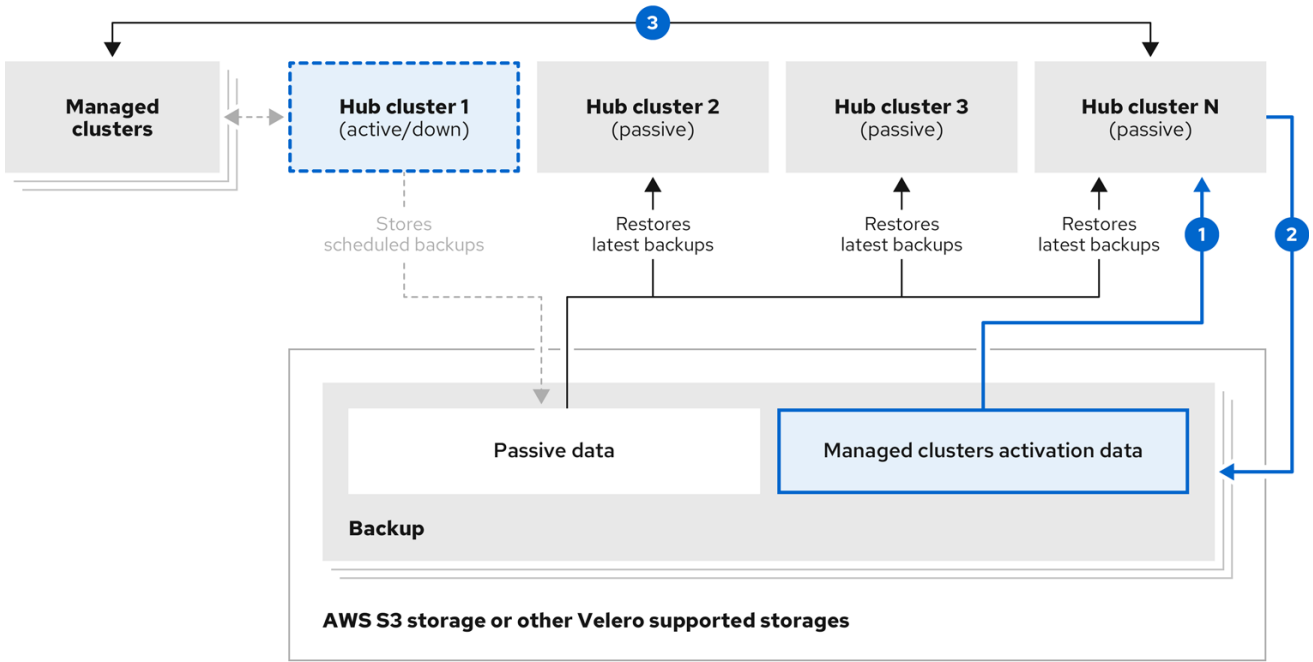 3
Managed
clusters
Hub cluster 1
(active/down)
Hub cluster 2
(passive)
Hub cluster 3
(passive)
Hub cluster N
(passive)
Stores
scheduled backups
Restores
latest backups
Restores
latest backups
Restores
latest backups
1
2
Passive data
Managed clusters activation data
Backup
AWS S3 storage or other Velero supported storages